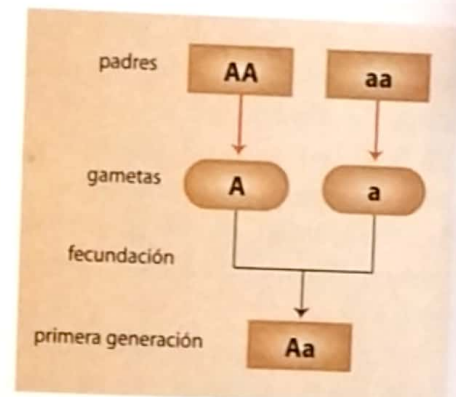 padres AA aa
gametas A a
fecundación
primera generación Aa